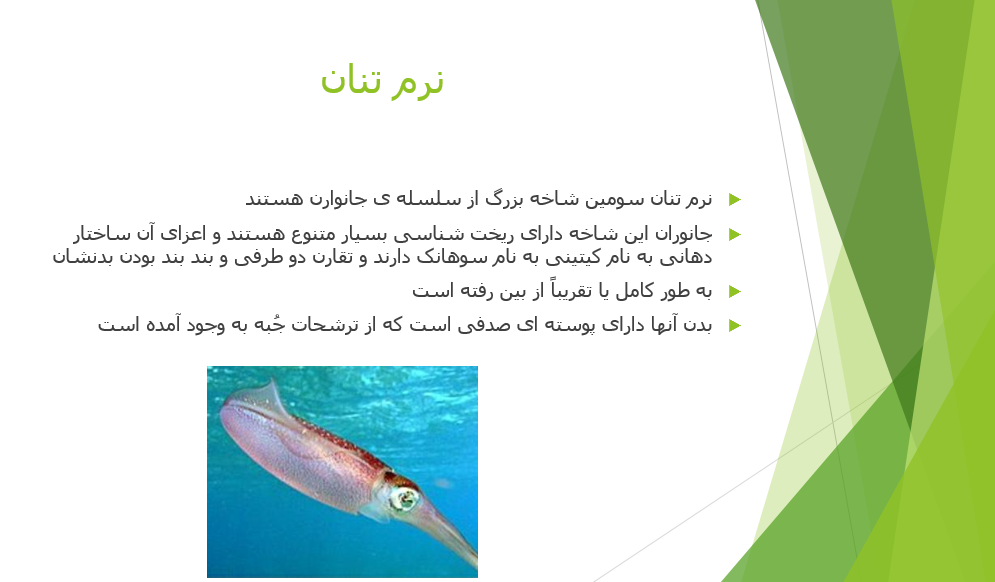 نرم تنان
نرم تنان سومین شاخه بزرگ از سلسله ی جانوارن هستند
جانوران این شاخه دارای ریخت شناسی بسیار متنوع هستند و اعزای آن ساختار
دهانی به نام کیتینی به نام سوهانک دارند و تقارن دو طرفی و بند بند بودن بدنشان
به طور کامل یا تقریباً از بین رفته است
بدن آنها دارای پوسته ای صدفی است که از ترشحات جُبه به وجود آمده است